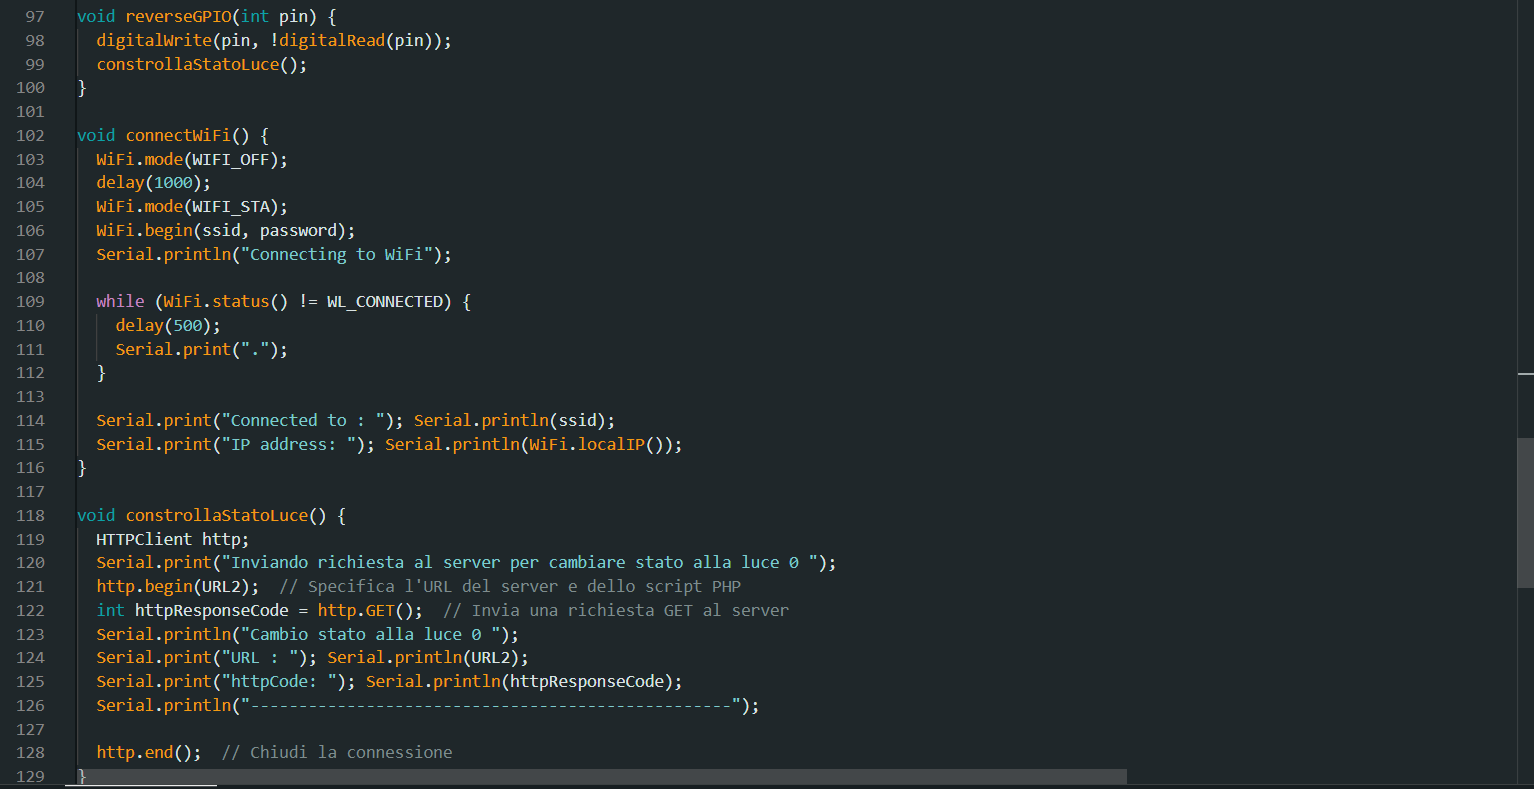 97 void reverseGPIO(int pin) {
98 digitalWrite(pin, !digitalRead(pin));
99 constrollaStatoLuce();
100 }
101
102 void connectWiFi() {
103 WiFi.mode(WIFI_OFF);
104 delay(1000);
105 WiFi.mode(WIFI_STA);
106 WiFi.begin(ssid, password);
107 Serial.println("Connecting to WiFi");
108
109 while (WiFi.status() != WL_CONNECTED) {
110 delay(500);
111 Serial.print(".");
112 }
113
114 Serial.print("Connected to : "); Serial.println(ssid);
115 Serial.print("IP address: "); Serial.println(WiFi.localIP());
116 }
117
118 void constrollaStatoLuce() {
119 HTTPClient http;
120 Serial.print("Inviando richiesta al server per cambiare stato alla luce 0 ");
121 http.begin(URL2); // Specifica l'URL del server e dello script PHP
122 int httpResponseCode = http.GET(); // Invia una richiesta GET al server
123 Serial.println("Cambio stato alla luce 0 ");
124 Serial.print("URL : "); Serial.println(URL2);
125 Serial.print("httpCode: "); Serial.println(httpResponseCode);
126 Serial.println("--------------------------------------------------");
127
128 http.end(); // Chiudi la connessione
129 }